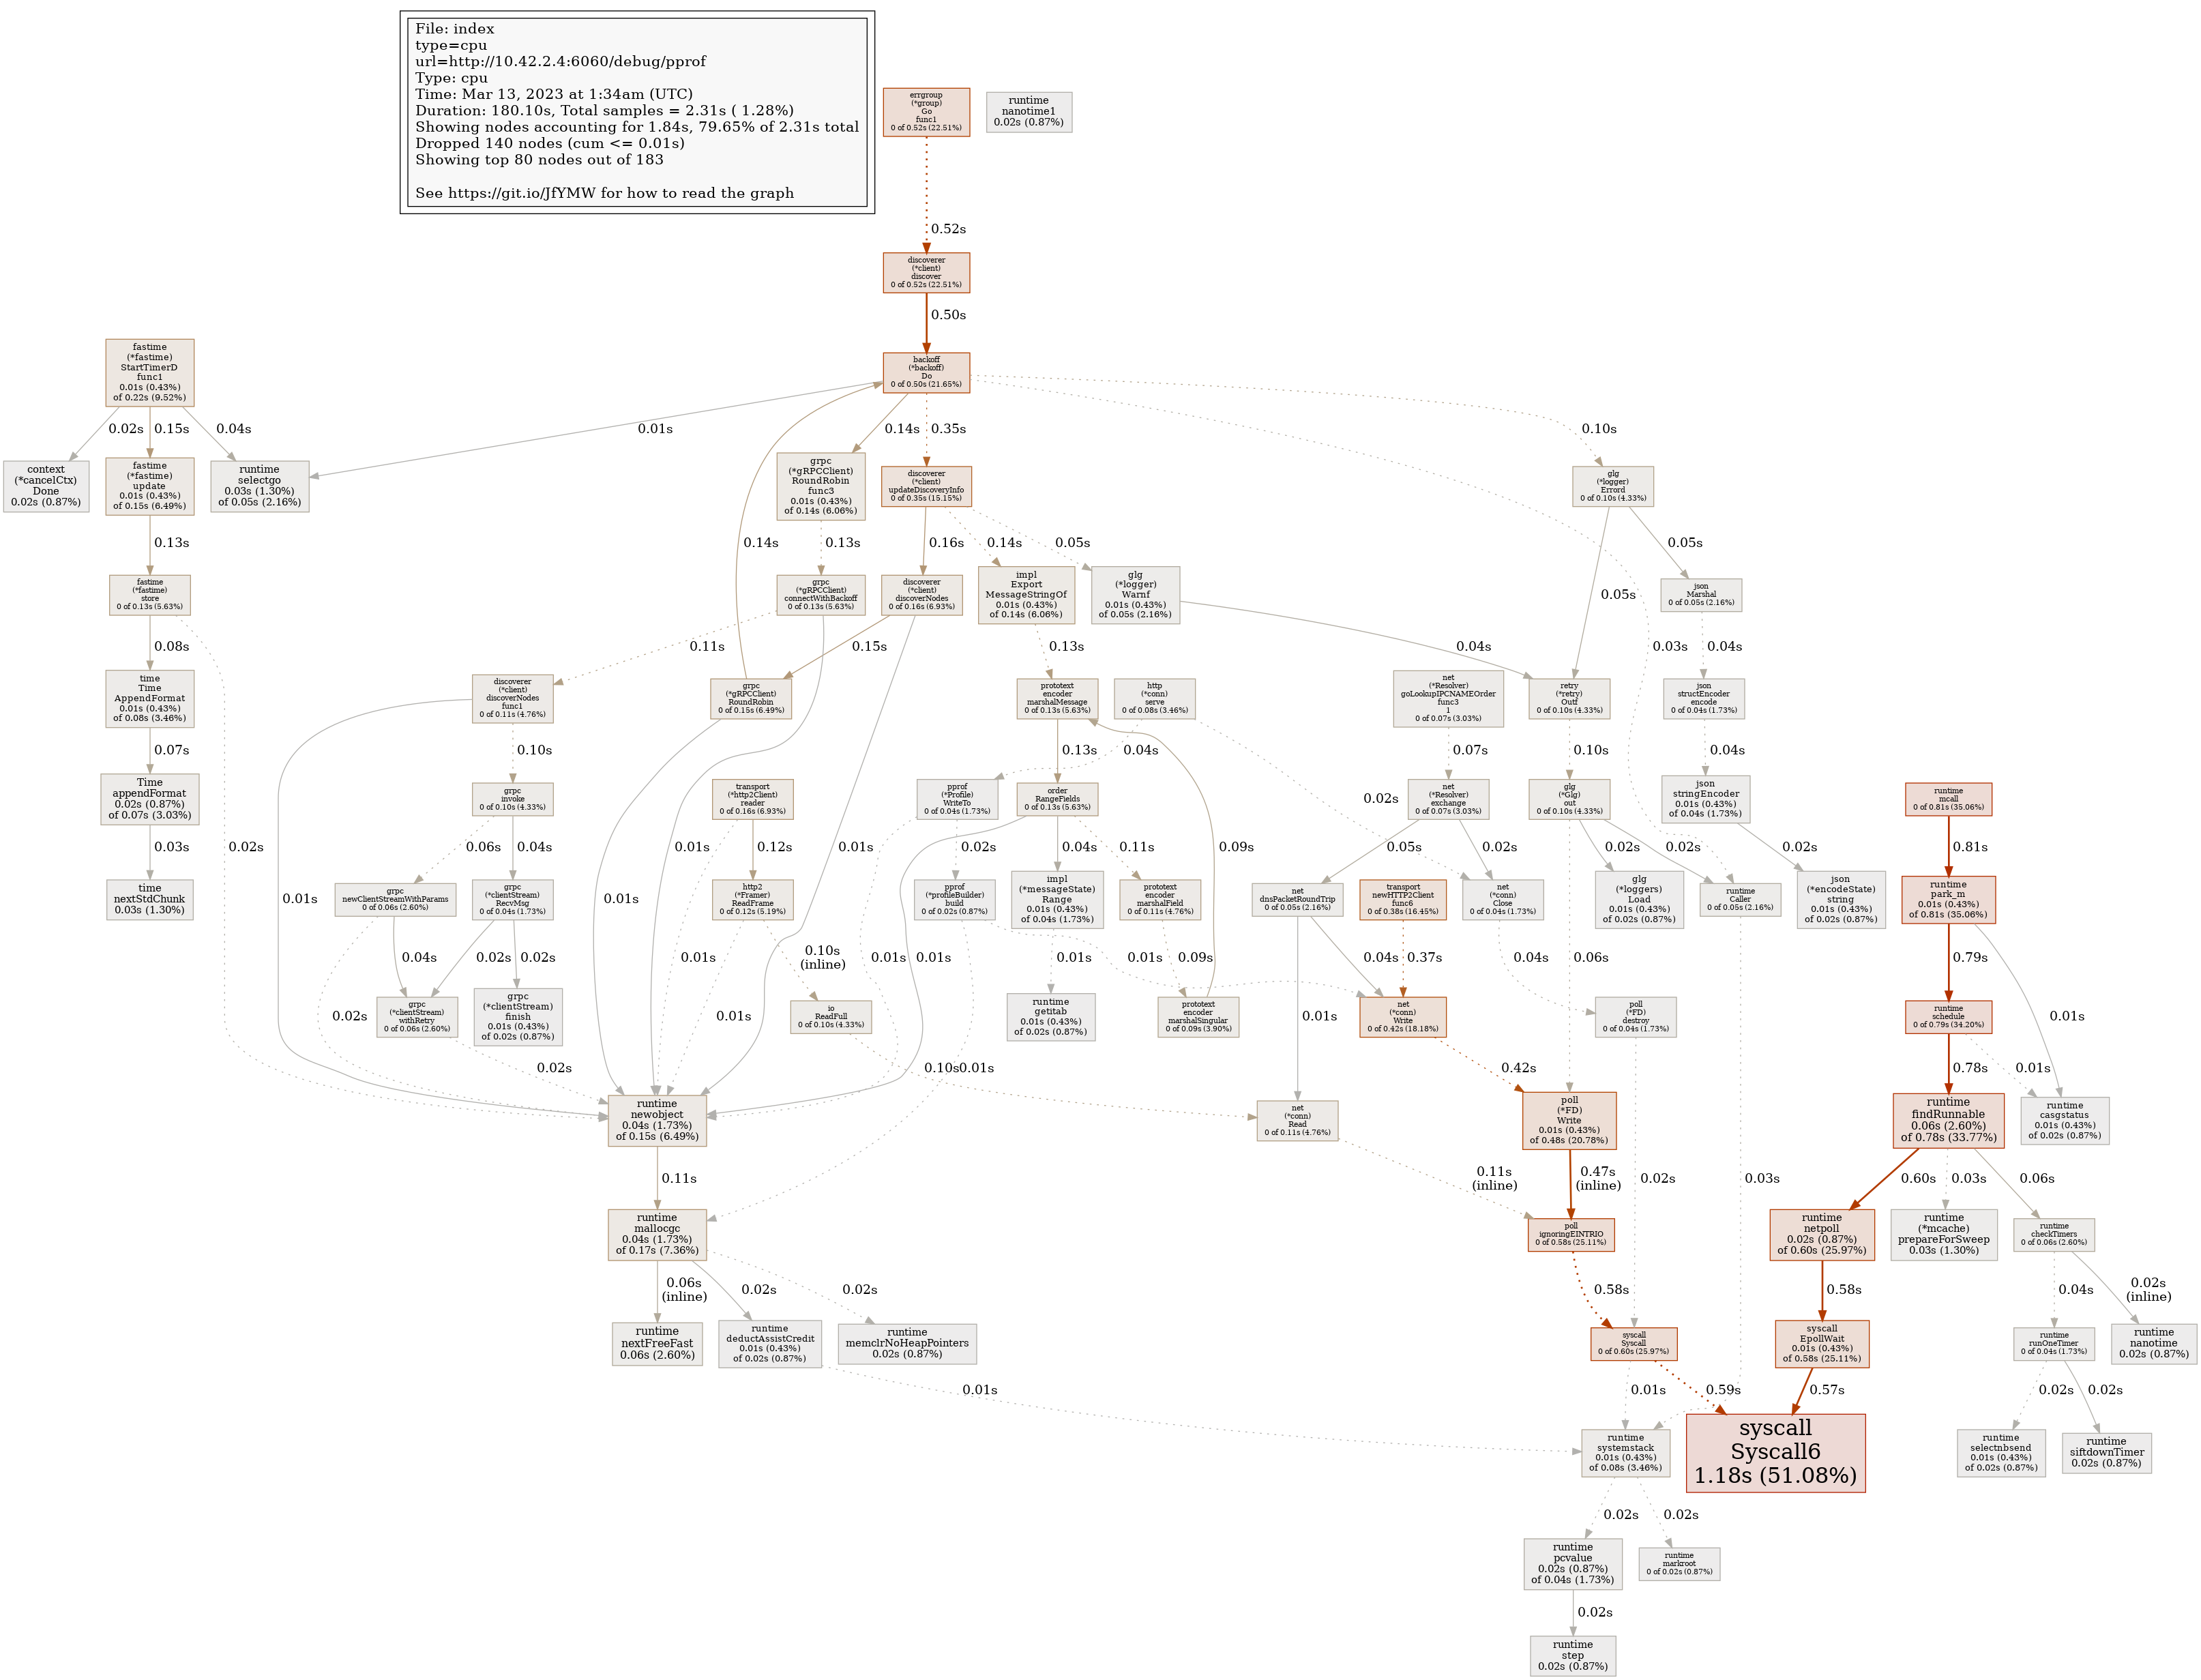 File: index
type=cpu
url=http://10.42.2.4:6060/debug/pprof
Type: cpu
Time: Mar 13, 2023 at 1:34am (UTC)
Duration: 180.10s, Total samples = 2.31s ( 1.28%)
Showing nodes accounting for 1.84s, 79.65% of 2.31s total
Dropped 140 nodes (cum <= 0.01s)
Showing top 80 nodes out of 183
See https://git.io/JfYMW for how to read the graph
errgroup
(*group)
Go
func1
0 of 0.52s (22.51%)
runtime
nanotime1
0.02s (0.87%)
0.52s
discoverer
(*client)
discover
0 of 0.52s (22.51%)
0.50s
fastime
(*fastime)
StartTimerD
func1
0.01s (0.43%)
of 0.22s (9.52%)
backoff
(*backoff)
Do
0 of 0.50s (21.65%)
0.02s
0.15s
0.04s
0.01s
0.14s
0.35s
0.10s
context
(*cancelCtx)
Done
0.02s (0.87%)
fastime
(*fastime)
update
0.01s (0.43%)
of 0.15s (6.49%)
runtime
selectgo
0.03s (1.30%)
of 0.05s (2.16%)
grpc
(*gRPCClient)
RoundRobin
func3
0.01s (0.43%)
of 0.14s (6.06%)
discoverer
(*client)
updateDiscoveryInfo
0 of 0.35s (15.15%)
glg
(*logger)
Errord
0 of 0.10s (4.33%)
0.13s
0.14s
0.13s
0.16s
0.14s
0.05s
0.05s
0.05s
fastime
(*fastime)
store
0 of 0.13s (5.63%)
grpc
(*gRPCClient)
connectWithBackoff
0 of 0.13s (5.63%)
discoverer
(*client)
discoverNodes
0 of 0.16s (6.93%)
impl
Export
MessageStringOf
0.01s (0.43%)
of 0.14s (6.06%)
glg
(*logger)
Warnf
0.01s (0.43%)
of 0.05s (2.16%)
json
Marshal
0 of 0.05s (2.16%)
0.08s
0.11s
0.15s
0.13s
0.04s
0.03s
0.04s
time
Time
AppendFormat
0.01s (0.43%)
of 0.08s (3.46%)
discoverer
(*client)
discoverNodes
func1
0 of 0.11s (4.76%)
grpc
(*gRPCClient)
RoundRobin
0 of 0.15s (6.49%)
prototext
encoder
marshalMessage
0 of 0.13s (5.63%)
http
(*conn)
serve
0 of 0.08s (3.46%)
net
(*Resolver)
goLookupIPCNAMEOrder
func3
1
0 of 0.07s (3.03%)
retry
(*retry)
Outf
0 of 0.10s (4.33%)
json
structEncoder
encode
0 of 0.04s (1.73%)
0.07s
0.10s
0.13s
0.04s
0.07s
0.10s
0.04s
Time
appendFormat
0.02s (0.87%)
of 0.07s (3.03%)
grpc
invoke
0 of 0.10s (4.33%)
transport
(*http2Client)
reader
0 of 0.16s (6.93%)
pprof
(*Profile)
WriteTo
0 of 0.04s (1.73%)
order
RangeFields
0 of 0.13s (5.63%)
0.02s
net
(*Resolver)
exchange
0 of 0.07s (3.03%)
glg
(*Glg)
out
0 of 0.10s (4.33%)
json
stringEncoder
0.01s (0.43%)
of 0.04s (1.73%)
runtime
mcall
0 of 0.81s (35.06%)
0.03s
0.02s
0.06s
0.04s
0.01s
0.12s
0.01s
0.02s
0.04s
0.11s
0.09s
0.05s
0.02s
0.02s
0.02s
0.02s
0.81s
time
nextStdChunk
0.03s (1.30%)
0.01s
grpc
newClientStreamWithParams
0 of 0.06s (2.60%)
grpc
(*clientStream)
RecvMsg
0 of 0.04s (1.73%)
0.01s
http2
(*Framer)
ReadFrame
0 of 0.12s (5.19%)
pprof
(*profileBuilder)
build
0 of 0.02s (0.87%)
impl
(*messageState)
Range
0.01s (0.43%)
of 0.04s (1.73%)
prototext
encoder
marshalField
0 of 0.11s (4.76%)
net
dnsPacketRoundTrip
0 of 0.05s (2.16%)
transport
newHTTP2Client
func6
0 of 0.38s (16.45%)
net
(*conn)
Close
0 of 0.04s (1.73%)
glg
(*loggers)
Load
0.01s (0.43%)
of 0.02s (0.87%)
runtime
Caller
0 of 0.05s (2.16%)
json
(*encodeState)
string
0.01s (0.43%)
of 0.02s (0.87%)
runtime
park_m
0.01s (0.43%)
of 0.81s (35.06%)
0.04s
0.02s
0.02s
0.01s
0.10s
(inline)
0.01s
0.01s
0.01s
0.01s
0.09s
0.04s
0.37s
0.04s
0.06s
0.79s
0.02s
grpc
(*clientStream)
withRetry
0 of 0.06s (2.60%)
grpc
(*clientStream)
finish
0.01s (0.43%)
of 0.02s (0.87%)
0.01s
io
ReadFull
0 of 0.10s (4.33%)
runtime
getitab
0.01s (0.43%)
of 0.02s (0.87%)
prototext
encoder
marshalSingular
0 of 0.09s (3.90%)
0.01s
net
(*conn)
Write
0 of 0.42s (18.18%)
poll
(*FD)
destroy
0 of 0.04s (1.73%)
runtime
schedule
0 of 0.79s (34.20%)
0.01s
0.02s
0.10s
0.01s
0.42s
0.78s
0.01s
runtime
newobject
0.04s (1.73%)
of 0.15s (6.49%)
net
(*conn)
Read
0 of 0.11s (4.76%)
poll
(*FD)
Write
0.01s (0.43%)
of 0.48s (20.78%)
runtime
findRunnable
0.06s (2.60%)
of 0.78s (33.77%)
runtime
casgstatus
0.01s (0.43%)
of 0.02s (0.87%)
0.11s
0.11s
(inline)
0.47s
(inline)
0.02s
0.03s
0.60s
0.03s
0.06s
runtime
mallocgc
0.04s (1.73%)
of 0.17s (7.36%)
poll
ignoringEINTRIO
0 of 0.58s (25.11%)
runtime
netpoll
0.02s (0.87%)
of 0.60s (25.97%)
runtime
(*mcache)
prepareForSweep
0.03s (1.30%)
runtime
checkTimers
0 of 0.06s (2.60%)
0.06s
(inline)
0.02s
0.02s
0.58s
0.58s
0.04s
0.02s
(inline)
runtime
nextFreeFast
0.06s (2.60%)
runtime
deductAssistCredit
0.01s (0.43%)
of 0.02s (0.87%)
runtime
memclrNoHeapPointers
0.02s (0.87%)
syscall
Syscall
0 of 0.60s (25.97%)
syscall
EpollWait
0.01s (0.43%)
of 0.58s (25.11%)
runtime
runOneTimer
0 of 0.04s (1.73%)
runtime
nanotime
0.02s (0.87%)
0.01s
0.01s
0.59s
0.57s
0.02s
0.02s
runtime
systemstack
0.01s (0.43%)
of 0.08s (3.46%)
syscall
Syscall6
1.18s (51.08%)
runtime
selectnbsend
0.01s (0.43%)
of 0.02s (0.87%)
runtime
siftdownTimer
0.02s (0.87%)
0.02s
0.02s
runtime
pcvalue
0.02s (0.87%)
of 0.04s (1.73%)
runtime
markroot
0 of 0.02s (0.87%)
0.02s
runtime
step
0.02s (0.87%)